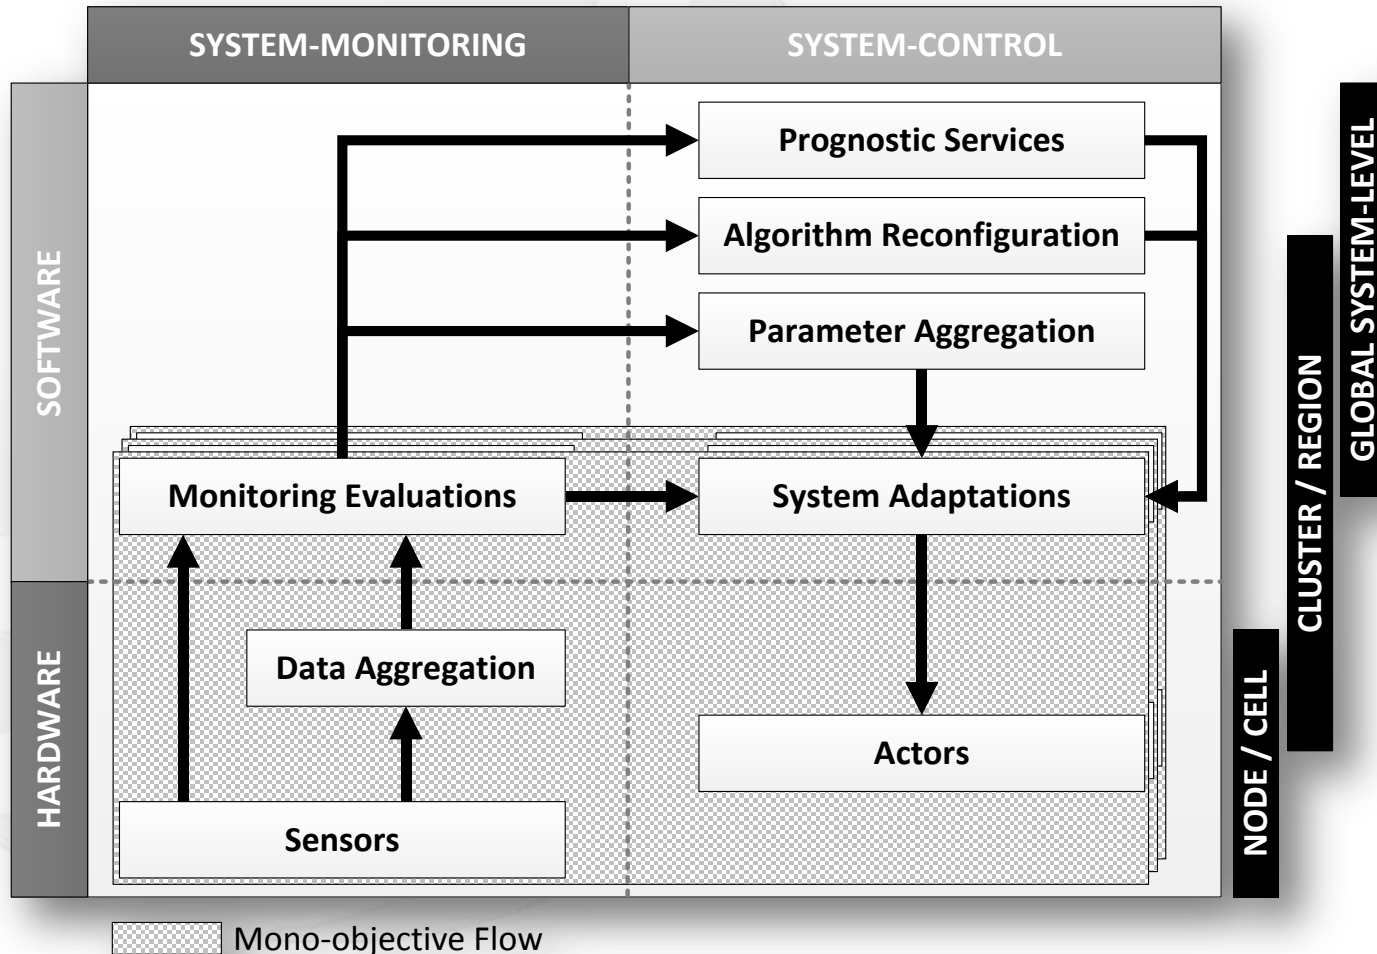 SYSTEM-MONITORING
SYSTEM-CONTROL
SOFTWARE
HARDWARE
Prognostic Services
Algorithm Reconfiguration
Parameter Aggregation
Monitoring Evaluations
System Adaptations
Data Aggregation
Actors
Sensors
NODE / CELL
CLUSTER / REGION
GLOBAL SYSTEM-LEVEL
Mono-objective Flow